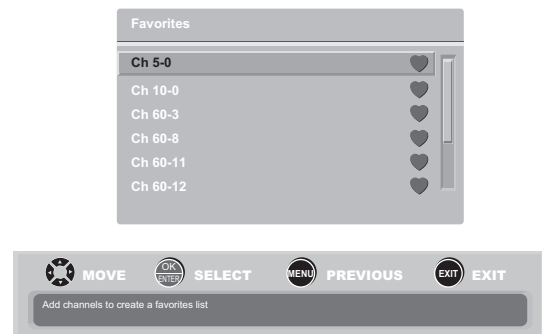 Favorites
Ch 5-0
Ch 10-0
Ch 60-3
Ch 60-8
Ch 60-11
Ch 60-12
MOVE OK ENTER SELECT MENU PREVIOUS EXIT EXIT
Add channels to create a favorites list